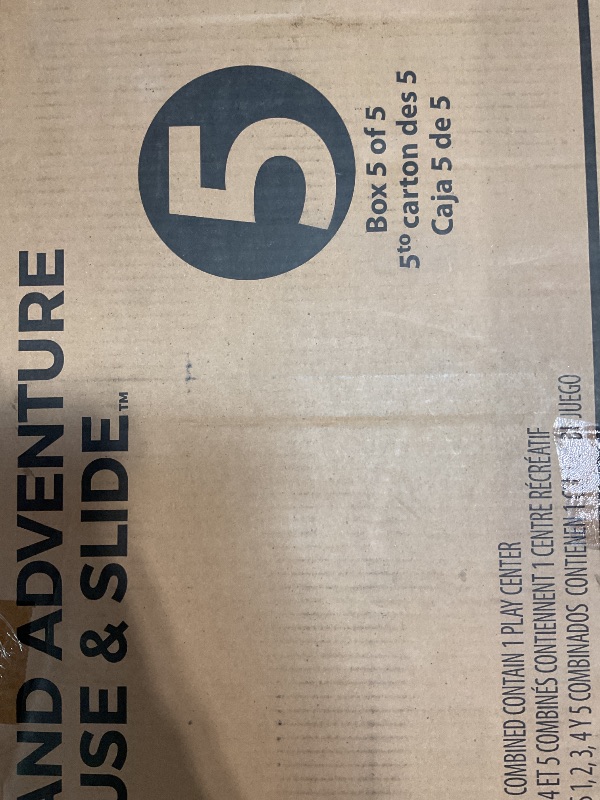 AND ADVENTURE
USE & SLIDE™
5
Box 5 of 5
5to carton des 5
Caja 5 de 5
COMBINED CONTAIN 1 PLAY CENTER
4 ET 5 COMBINÉS CONTIENNENT 1 CENTRE RÉCRÉATIF
S 1, 2, 3, 4 Y 5 COMBINADOS CONTIENEN 1 JUEGO